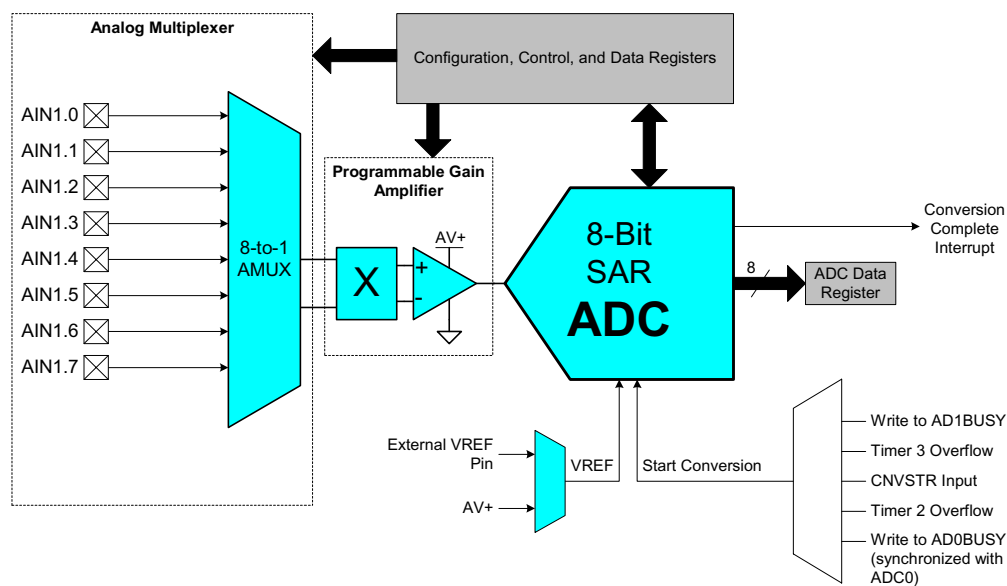 Analog Multiplexer
Configuration, Control, and Data Registers
AIN1.0
AIN1.1
AIN1.2
AIN1.3
AIN1.4
AIN1.5
AIN1.6
AIN1.7
8-to-1
AMUX
Programmable Gain
Amplifier
X
+
-
AV+
8-Bit
SAR
ADC
Conversion
Complete
Interrupt
8
ADC Data
Register
External VREF
Pin
AV+
VREF
Start Conversion
Write to AD1BUSY
Timer 3 Overflow
CNVSTR Input
Timer 2 Overflow
Write to AD0BUSY
(synchronized with
ADC0)